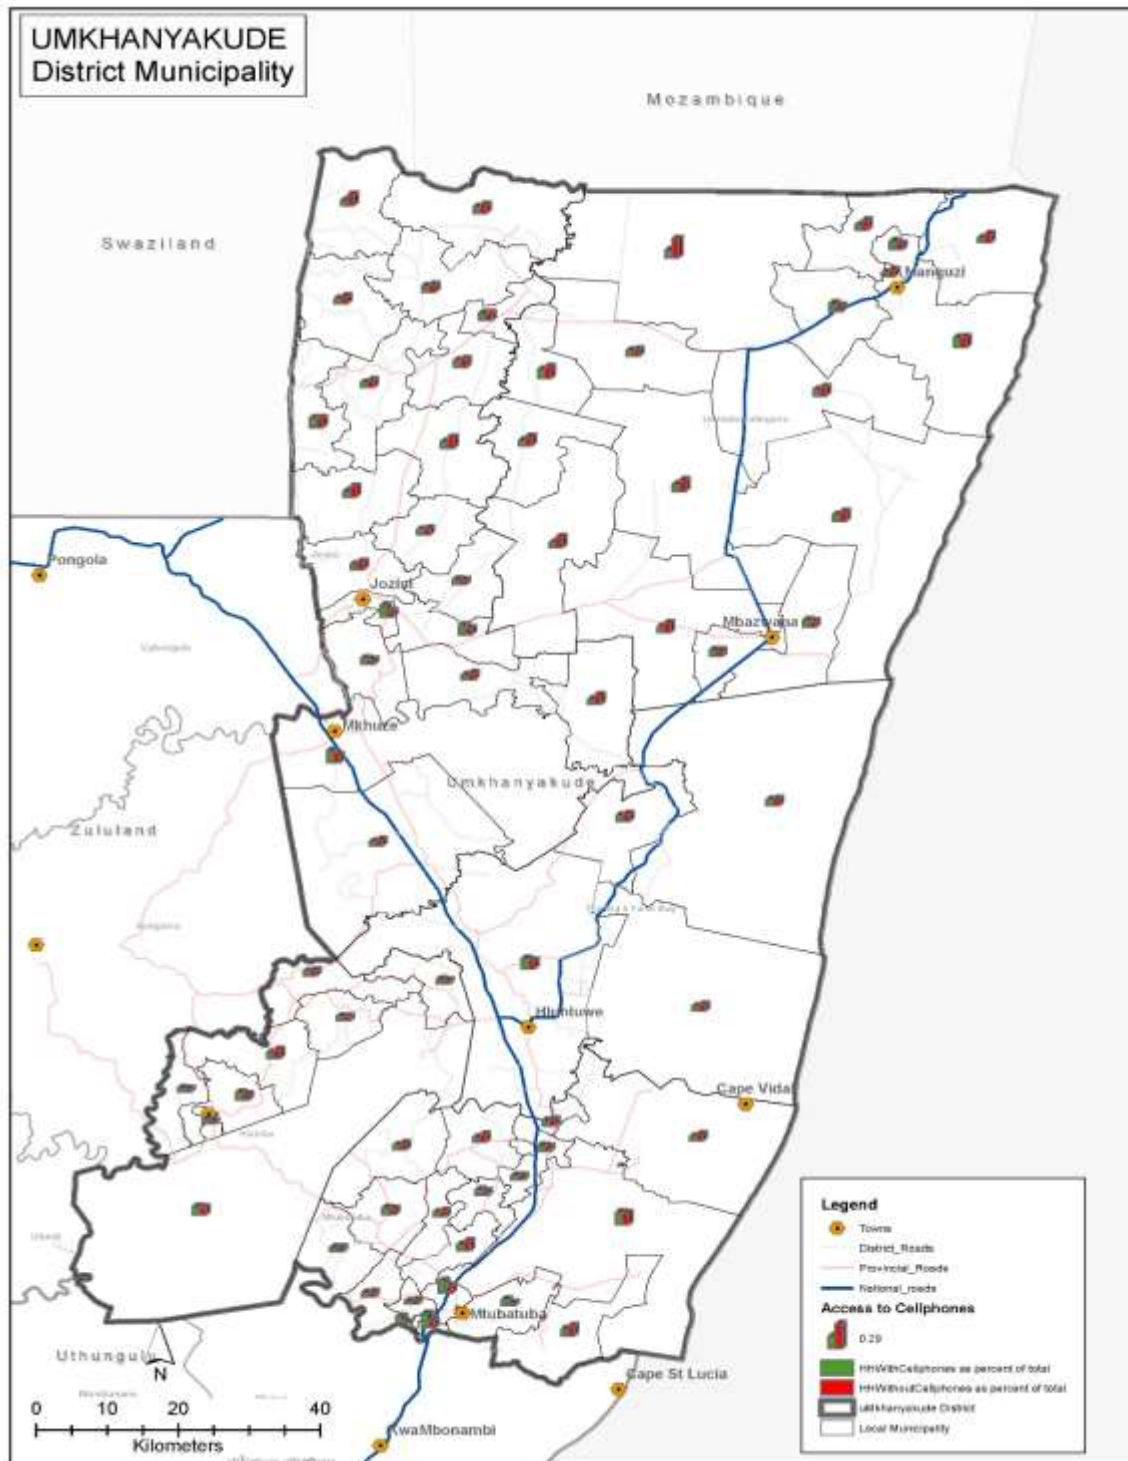 UMKHANYAKUDE
District Municipality
Mozambique
Swaziland
Manguzi
Pongola
Jozini
Mbazwana
Mkhuze
Umkhanyakude
Zululand
Hluhluwe
Cape Vidal
Mtubatuba
Uthungulu
N
Cape St Lucia
KwaMbonambi
0 10 20 40
Kilometers
Legend
Towns
District_Roads
Provincial_Roads
National_roads
Access to Cellphones
0.29
HHWithCellphones as percent of total
HHWithoutCellphones as percent of total
uMkhanyakude District
Local Municipality